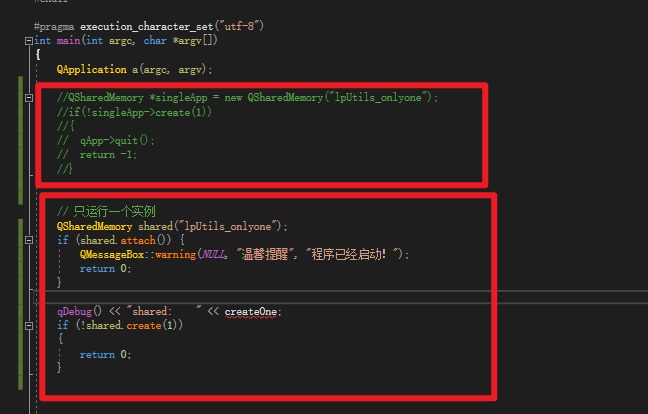 #pragma execution_character_set("utf-8")
int main(int argc, char *argv[])
{
QApplication a(argc, argv);
//QSharedMemory *singleApp = new QSharedMemory("lpUtils_onlyone");
//if(!singleApp->create(1))
//{
// qApp->quit();
// return -1;
//}
// 只运行一个实例
QSharedMemory shared("lpUtils_onlyone");
if (shared.attach()) {
QMessageBox::warning(NULL, "温馨提醒", "程序已经启动! ");
return 0;
}
qDebug() << "shared: " << createOne;
if (!shared.create(1))
{
return 0;
}